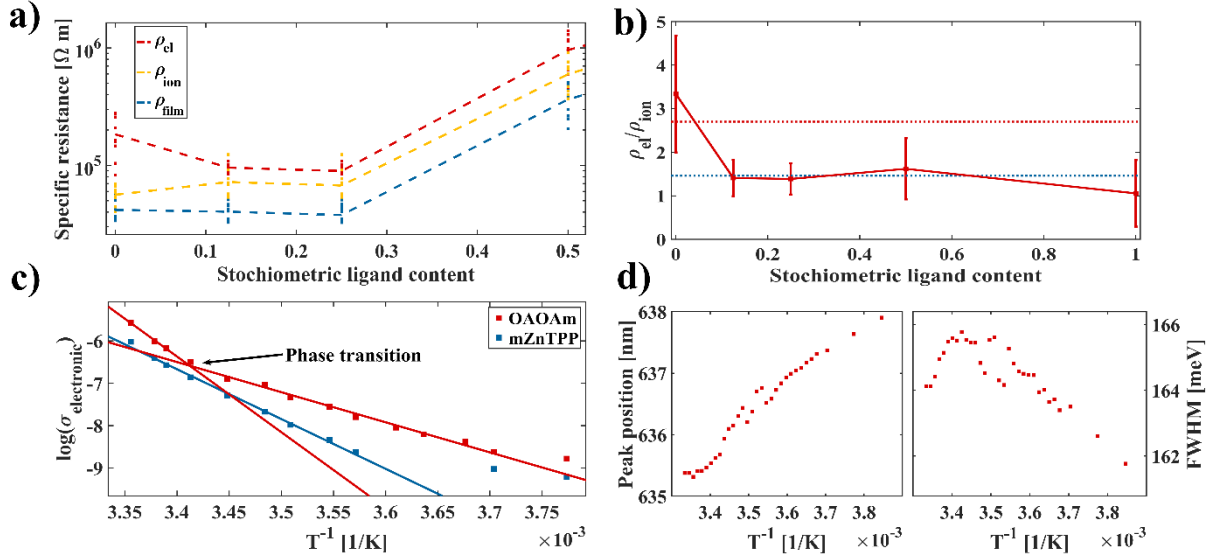 a)
Specific resistance [Ω m]
10^6
10^5
ρ_el
ρ_ion
ρ_film
0 0.1 0.2 0.3 0.4 0.5
Stochiometric ligand content
b)
ρ_el/ρ_ion
5
4
3
2
1
0
0 0.2 0.4 0.6 0.8 1
Stochiometric ligand content
c)
log(σ_electronic)
-6
-7
-8
-9
OAOAm
mZnTPP
Phase transition
3.35 3.4 3.45 3.5 3.55 3.6 3.65 3.7 3.75
T^-1 [1/K]
×10^-3
d)
Peak position [nm]
638
637
636
635
3.4 3.5 3.6 3.7 3.8
T^-1 [1/K]
×10^-3
166
164
162
FWHM [meV]
3.4 3.5 3.6 3.7 3.8
T^-1 [1/K]
×10^-3